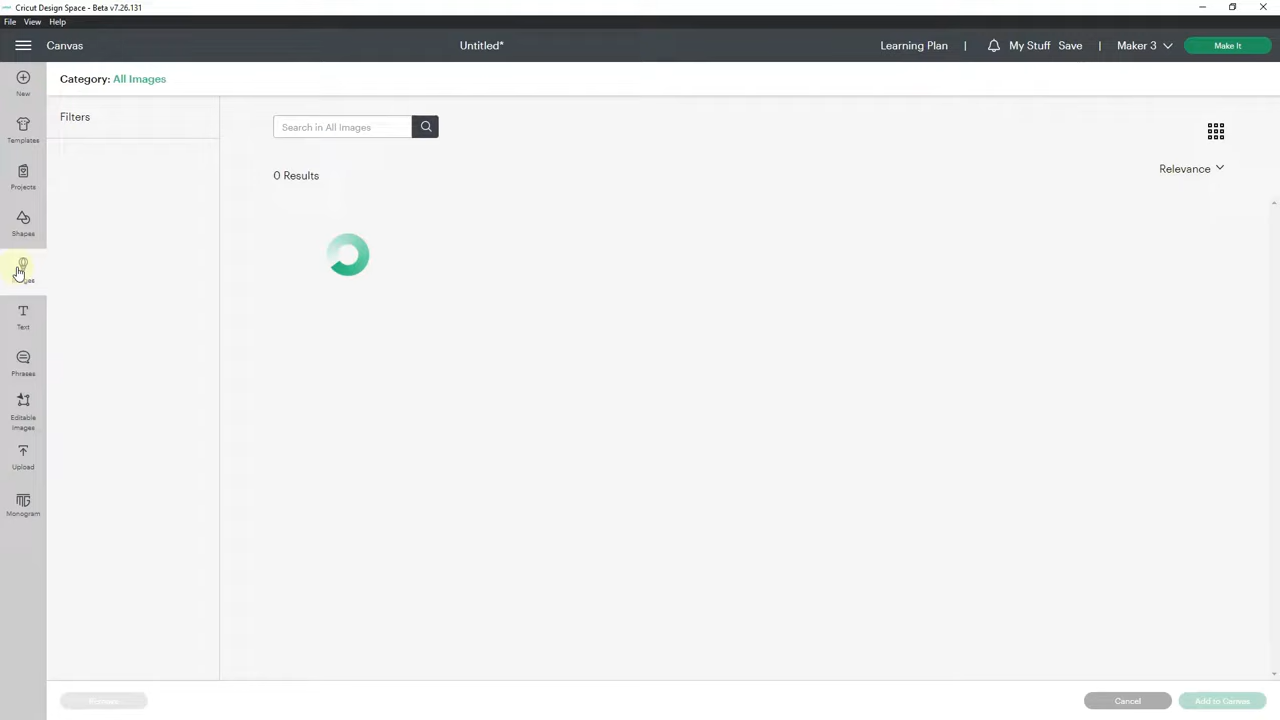 Cricut Design Space - Beta v7.26.131
File View Help
Canvas
Untitled*
Learning Plan | My Stuff Save | Maker 3 Make It
Category: All Images
New
Filters
Search in All Images
Templates
Relevance
0 Results
Projects
Shapes
Text
Phrases
Editable
Images
Upload
Monogram
Cancel
Add to Canvas